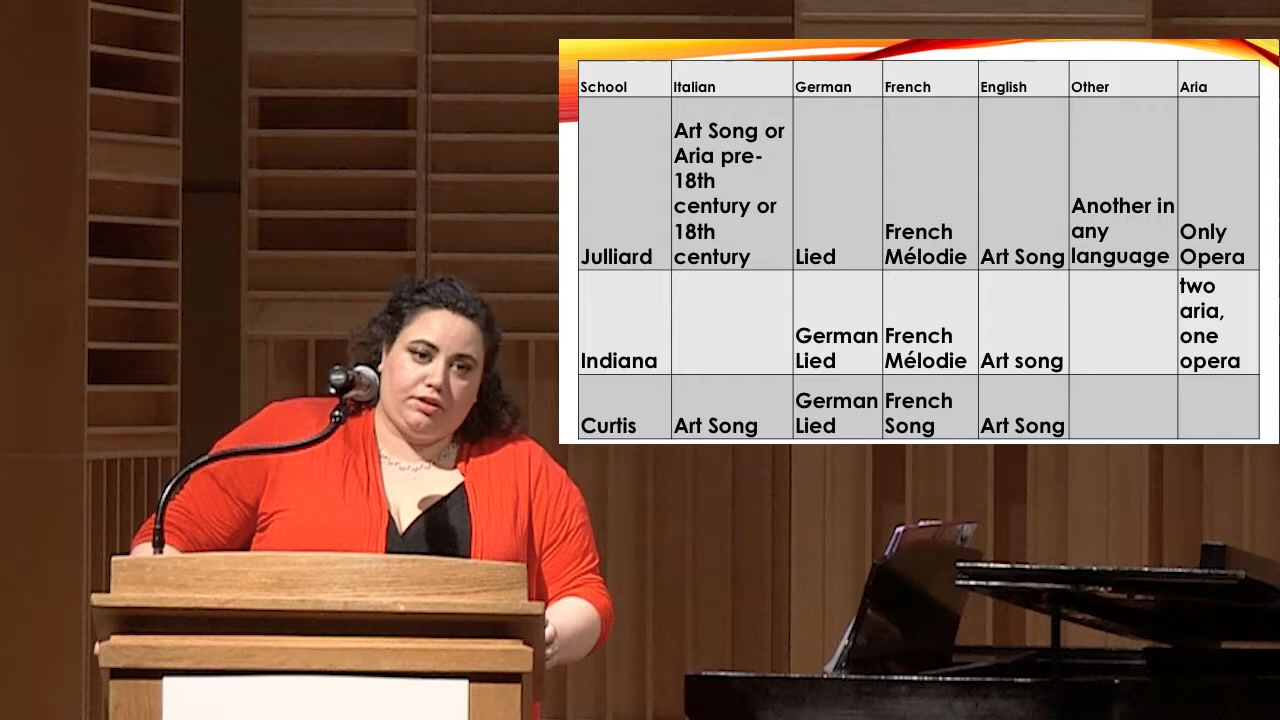 School Italian German French English Other Aria
Julliard
Art Song or
Aria pre-
18th
century or
18th
century
Lied
French
Mélodie
Art Song
Another in
any
language
Only
Opera
Indiana
German
Lied
French
Mélodie
Art song
two
aria,
one
opera
Curtis
Art Song
German
Lied
French
Song
Art Song